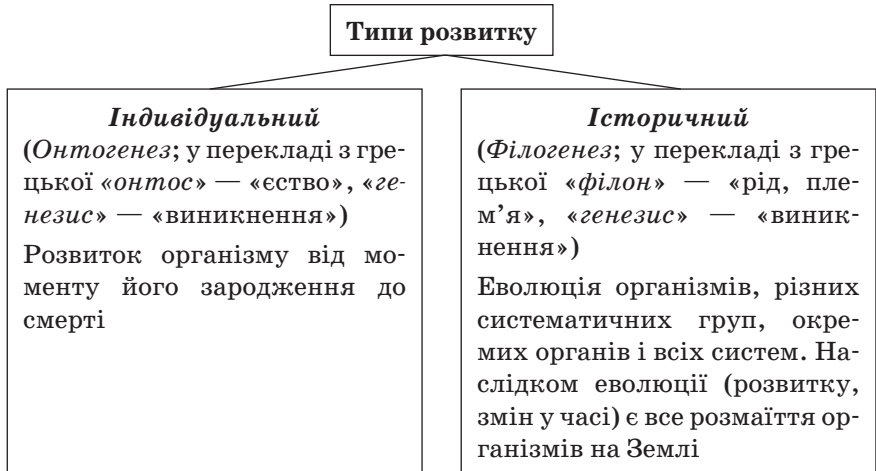 Типи розвитку
Індивідуальний
(Онтогенез; у перекладі з гре-
цької «онтос» — «єство», «ге-
незис» — «виникнення»)
Розвиток організму від мо-
менту його зародження до
смерті
Історичний
(Філогенез; у перекладі з гре-
цької «філон» — «рід, пле-
м’я», «генезис» — «виник-
нення»)
Еволюція організмів, різних
систематичних груп, окре-
мих органів і всіх систем. На-
слідком еволюції (розвитку,
змін у часі) є все розмаїття ор-
ганізмів на Землі